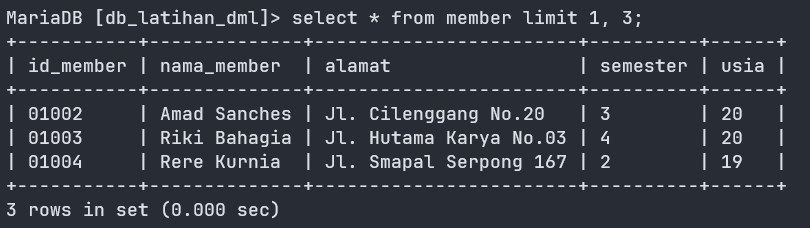 MariaDB [db_latihan_dml]> select * from member limit 1, 3;
+-----------+--------------+------------------------+----------+------+
| id_member | nama_member  | alamat                 | semester | usia |
+-----------+--------------+------------------------+----------+------+
| 01002     | Amad Sanches | Jl. Cilenggang No.20   | 3        | 20   |
| 01003     | Riki Bahagia | Jl. Hutama Karya No.03 | 4        | 20   |
| 01004     | Rere Kurnia  | Jl. Smapal Serpong 167 | 2        | 19   |
+-----------+--------------+------------------------+----------+------+
3 rows in set (0.000 sec)